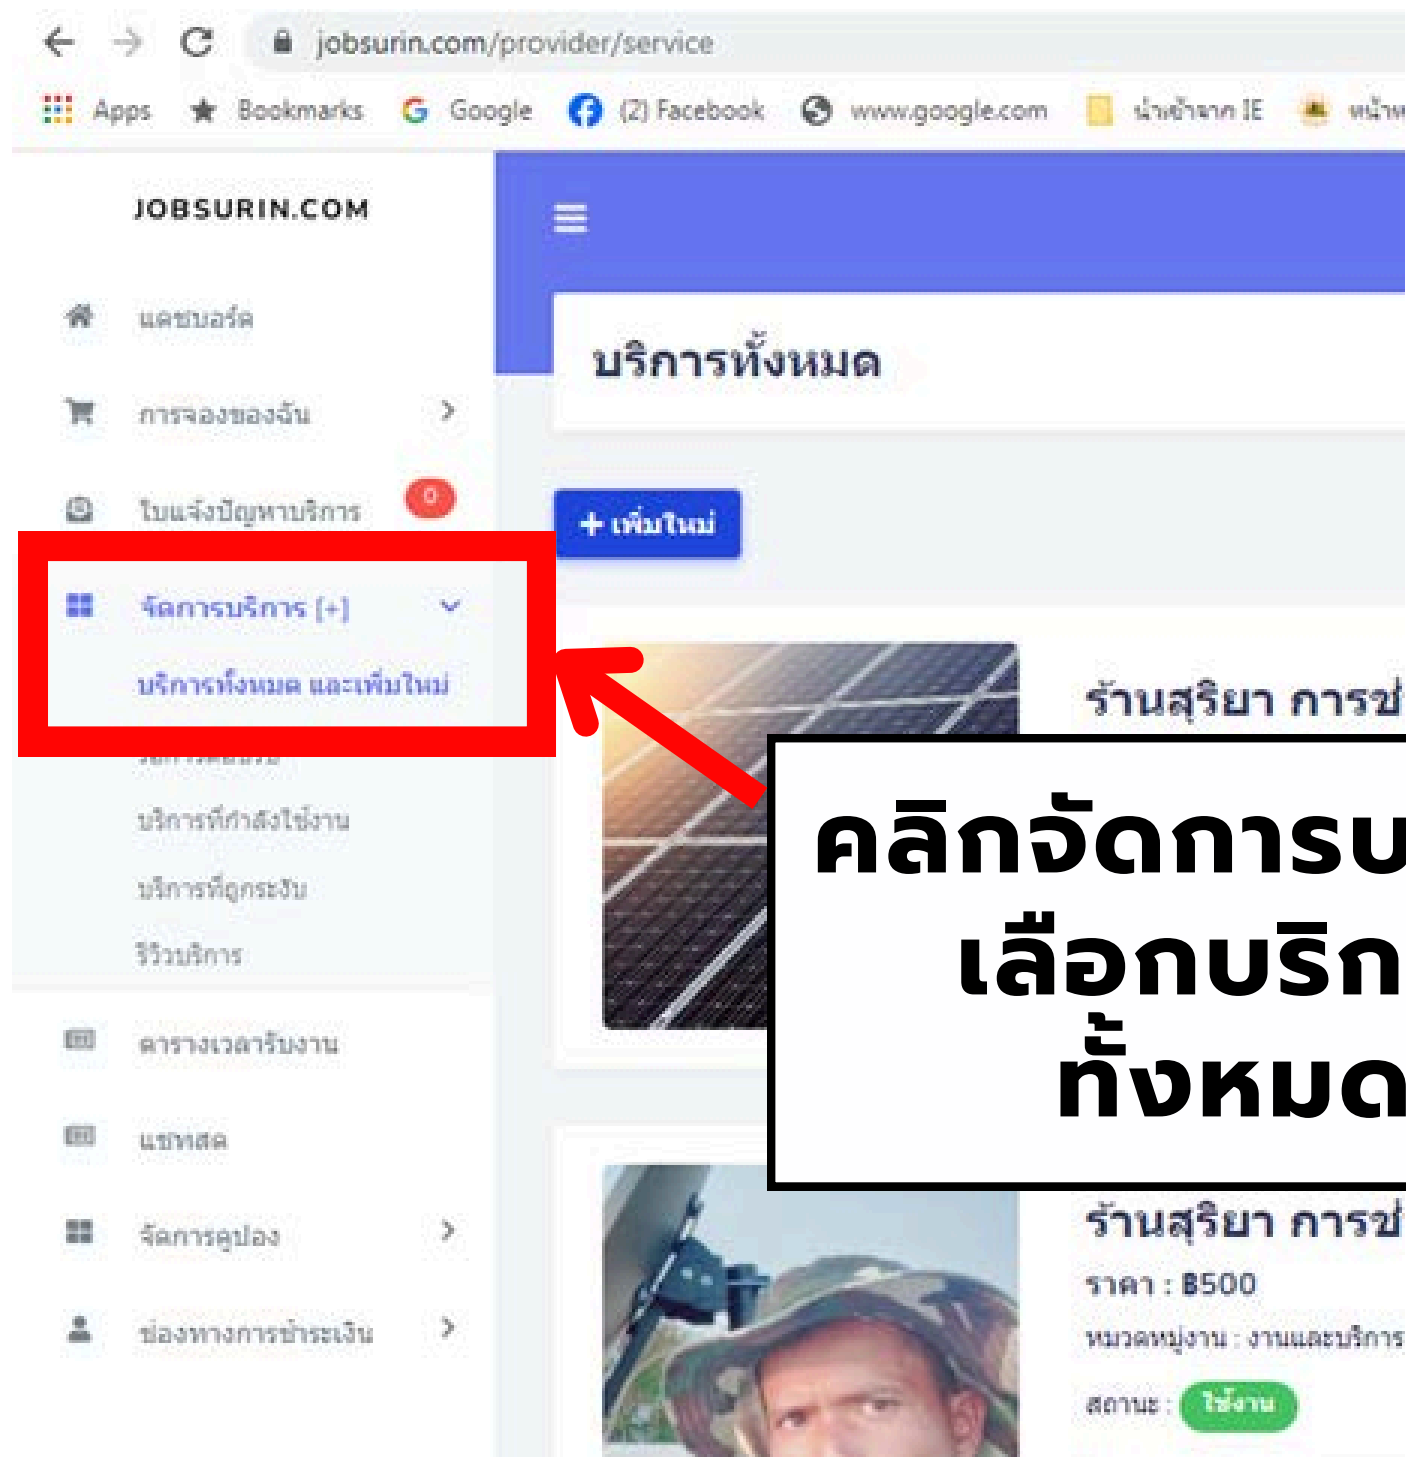 jobsurin.com/provider/service
Apps Bookmarks Google (2) Facebook www.google.com นำเข้าจาก IE
JOBSURIN.COM
แดชบอร์ด
การจองของฉัน
ใบแจ้งปัญหาบริการ 0
จัดการบริการ [+]
บริการทั้งหมด และเพิ่มใหม่
บริการที่กำลังใช้งาน
บริการที่ถูกระงับ
รีวิวบริการ
ตารางเวลารับงาน
แชทสด
จัดการคูปอง
ช่องทางการชำระเงิน
บริการทั้งหมด
+ เพิ่มใหม่
ร้านสุริยา การช่
คลิกจัดการบ
เลือกบริก
ทั้งหมด
ร้านสุริยา การช่
ราคา : ฿500
หมวดหมู่งาน : งานและบริการ
สถานะ : ใช้งาน